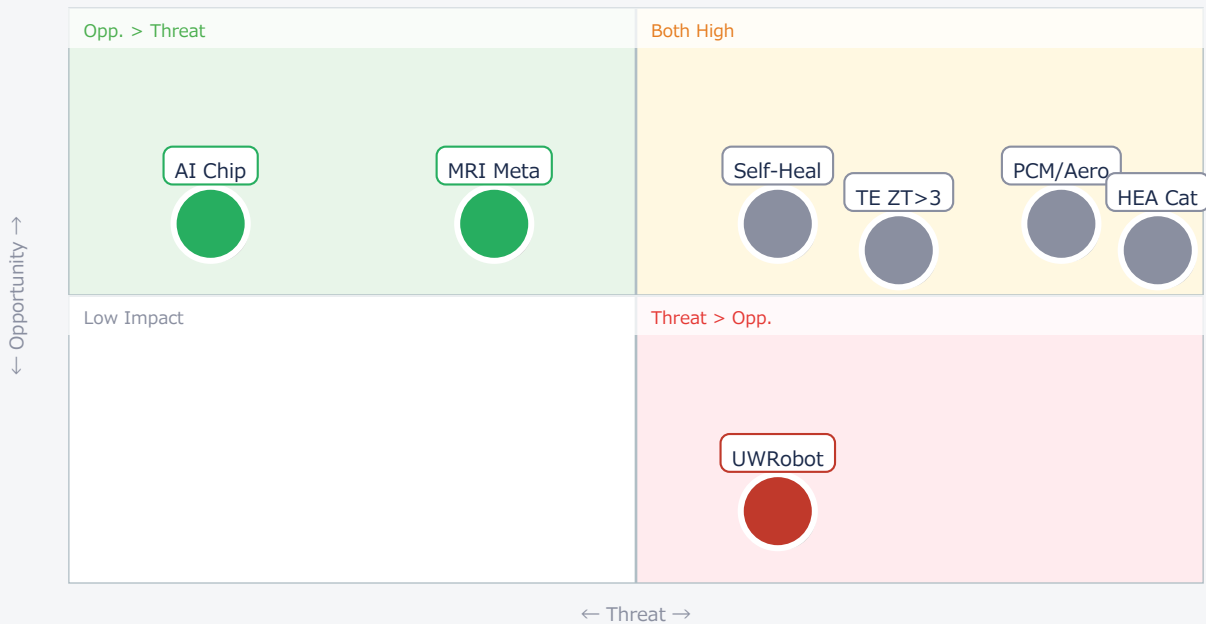 Opp. > Threat
Both High
AI Chip
MRI Meta
Self-Heal
TE ZT>3
PCM/Aero
HEA Cat
← Opportunity →
Low Impact
Threat > Opp.
UWRobot
← Threat →